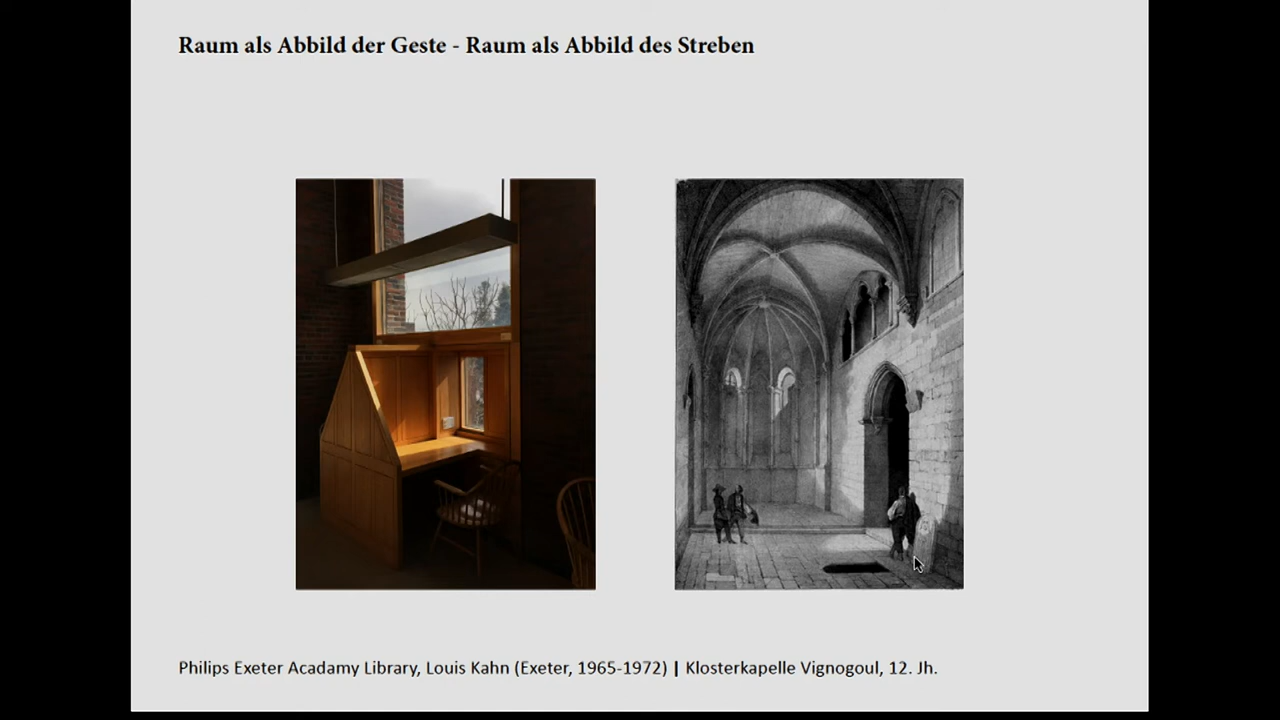 Raum als Abbild der Geste - Raum als Abbild des Streben
Philips Exeter Acadamy Library, Louis Kahn (Exeter, 1965-1972) | Klosterkapelle Vignogoul, 12. Jh.